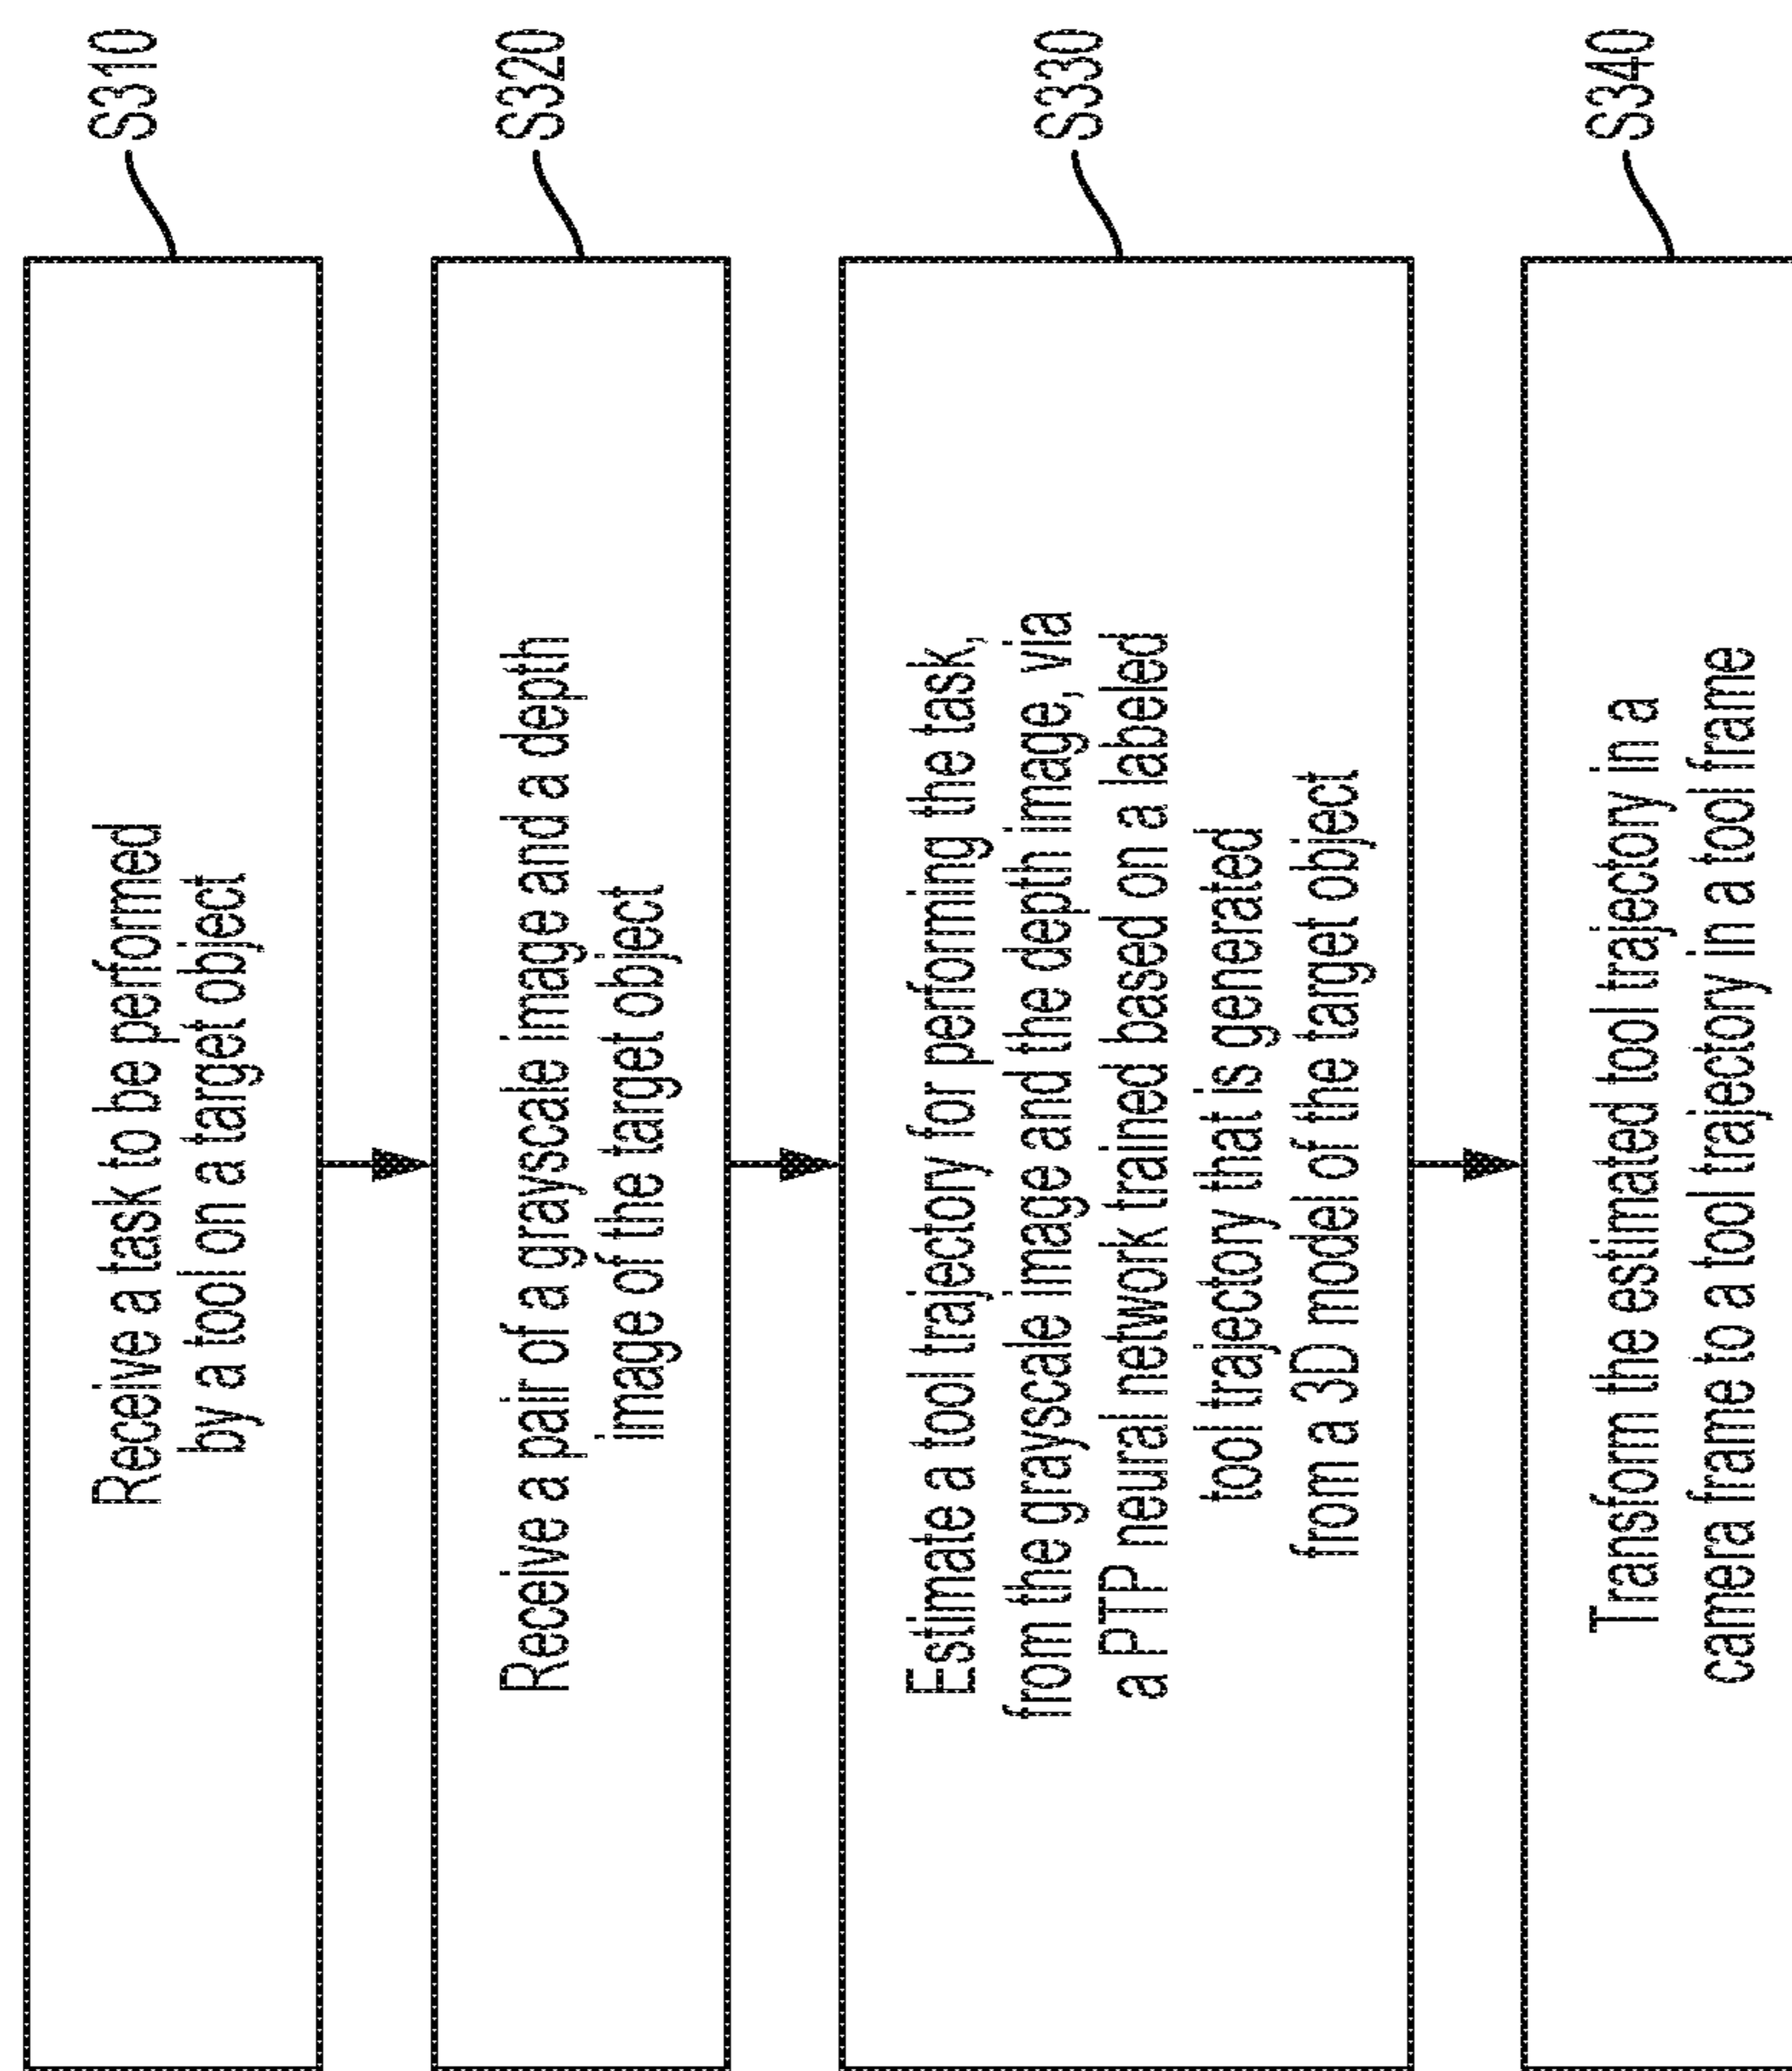 Receive a task to be performed
by a tool on a target object
S310
Receive a pair of a grayscale image and a depth
image of the target object
S320
Estimate a tool trajectory for performing the task,
from the grayscale image and the depth image, via
a PTP neural network trained based on a labeled
tool trajectory that is generated
from a 3D model of the target object
S330
Transform the estimated tool trajectory in a
camera frame to a tool trajectory in a tool frame
S340